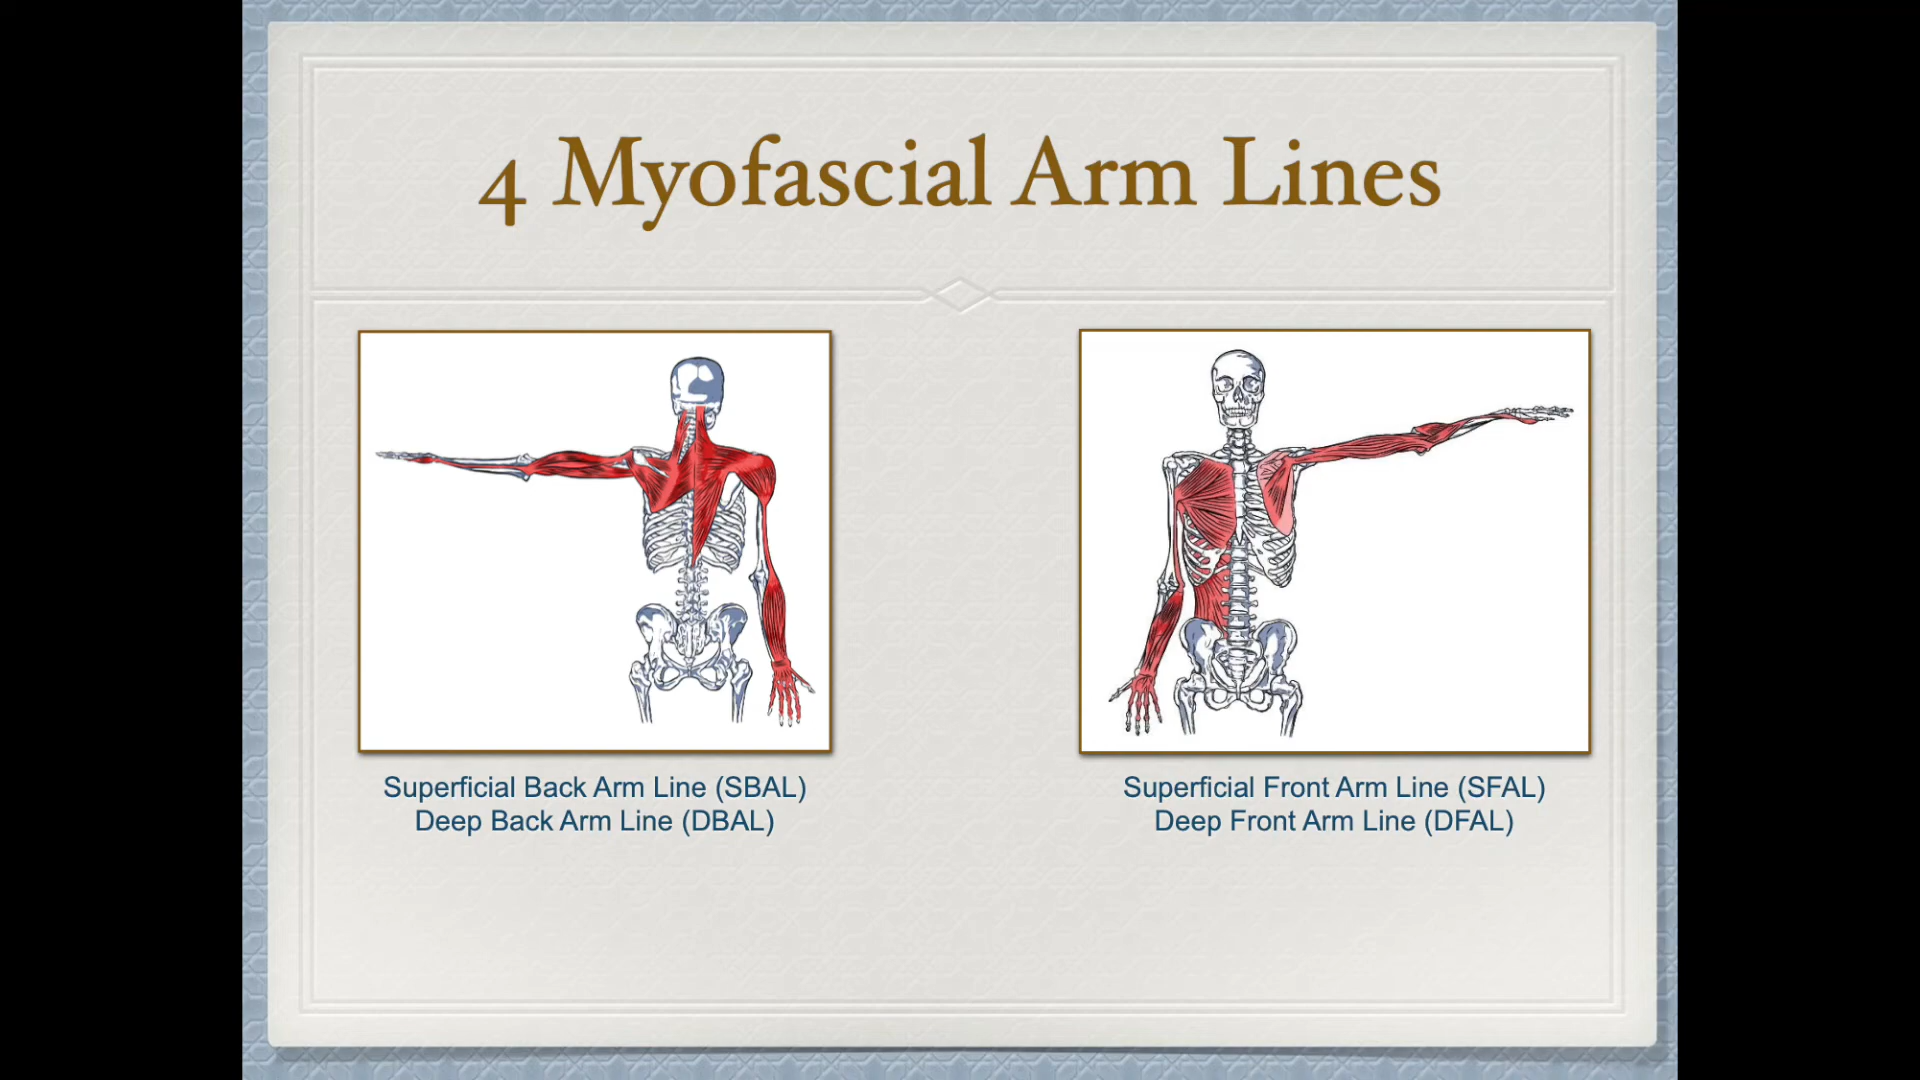 4 Myofascial Arm Lines
Superficial Back Arm Line (SBAL)
Deep Back Arm Line (DBAL)
Superficial Front Arm Line (SFAL)
Deep Front Arm Line (DFAL)